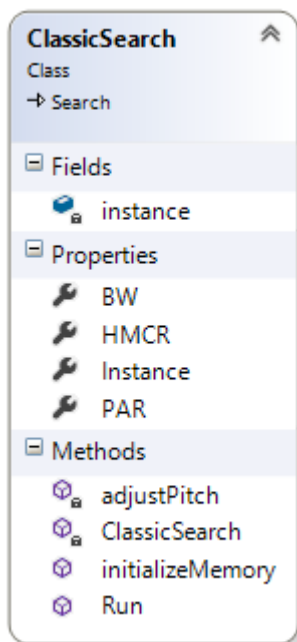 ClassicSearch
Class
Search
Fields
instance
Properties
BW
HMCR
Instance
PAR
Methods
adjustPitch
ClassicSearch
initializeMemory
Run